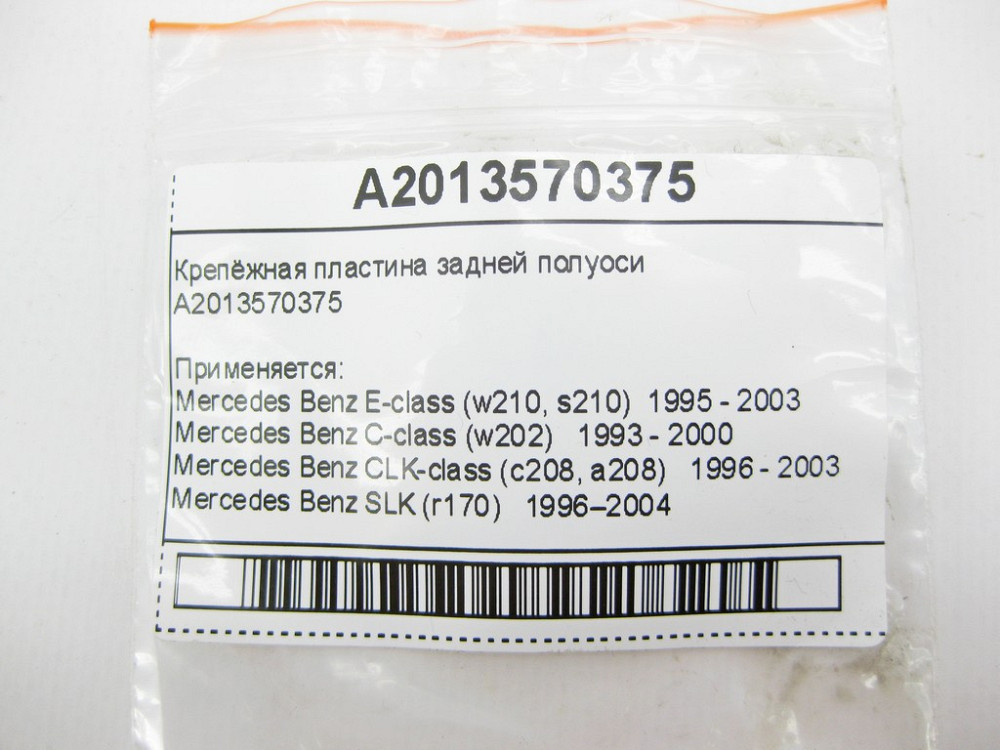 A2013570375
Крепёжная пластина задней полуоси
A2013570375
Применяется:
Mercedes Benz E-class (w210, s210) 1995 - 2003
Mercedes Benz C-class (w202) 1993 - 2000
Mercedes Benz CLK-class (c208, a208) 1996 - 2003
Mercedes Benz SLK (r170) 1996–2004